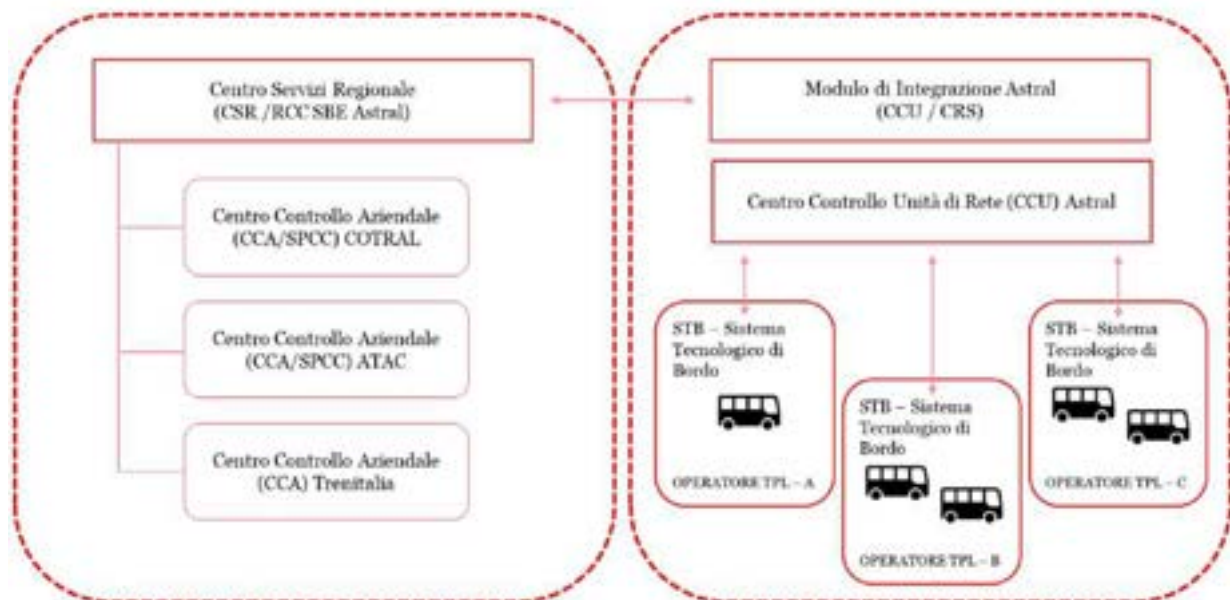 Centro Servizi Regionale
(CSR /RCC SBE Astral)
Centro Controllo Aziendale
(CCA/SPCC) COTRAL
Centro Controllo Aziendale
(CCA/SPCC) ATAC
Centro Controllo Aziendale
(CCA) Trenitalia
Modulo di Integrazione Astral
(CCU / CRS)
Centro Controllo Unità di Rete (CCU) Astral
STB – Sistema
Tecnologico di
Bordo
OPERATORE TPL – A
STB – Sistema
Tecnologico di
Bordo
OPERATORE TPL – B
STB – Sistema
Tecnologico di
Bordo
OPERATORE TPL – C